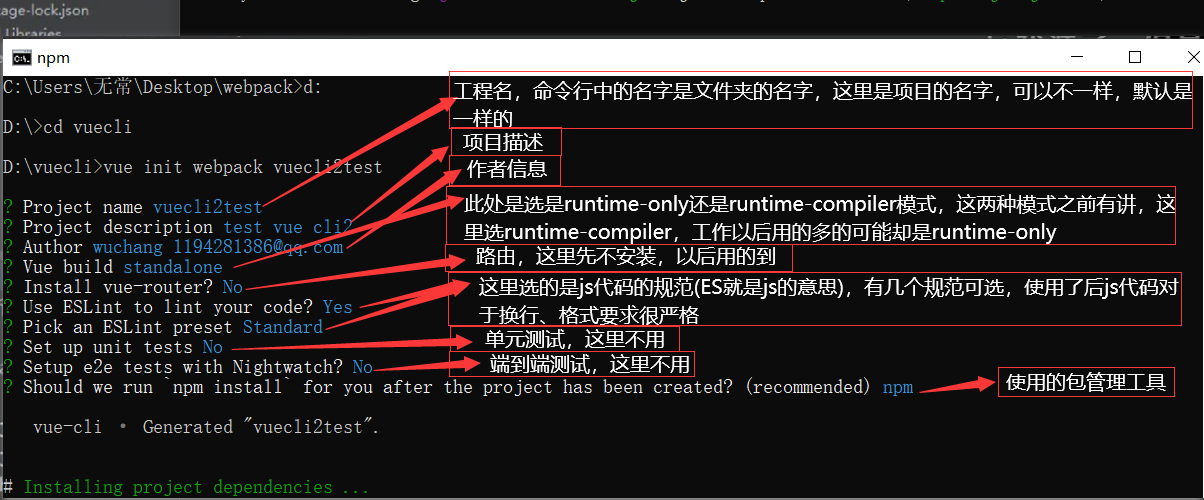 age-lock.json
Libraries
npm
C:\Users\无常\Desktop\webpack>d:
工程名，命令行中的名字是文件夹的名字，这里是项目的名字，可以不一样，默认是
一样的
D:\>cd vuecli
项目描述
作者信息
D:\vuecli>vue init webpack vuecli2test
此处是选是runtime-only还是runtime-compiler模式，这两种模式之前有讲，这
里选runtime-compiler，工作以后用的多的可能却是runtime-only
? Project name vuecli2test
? Project description test vue cli2
? Author wuchang 1194281386@qq.com
路由，这里先不安装，以后用的到
? Vue build standalone
? Install vue-router? No
这里选的是js代码的规范(ES就是js的意思)，有几个规范可选，使用了后js代码对
于换行、格式要求很严格
? Use ESLint to lint your code? Yes
? Pick an ESLint preset Standard
单元测试，这里不用
? Set up unit tests No
端到端测试，这里不用
? Setup e2e tests with Nightwatch? No
? Should we run `npm install` for you after the project has been created? (recommended) npm
使用的包管理工具
vue-cli · Generated "vuecli2test".
# Installing project dependencies ...